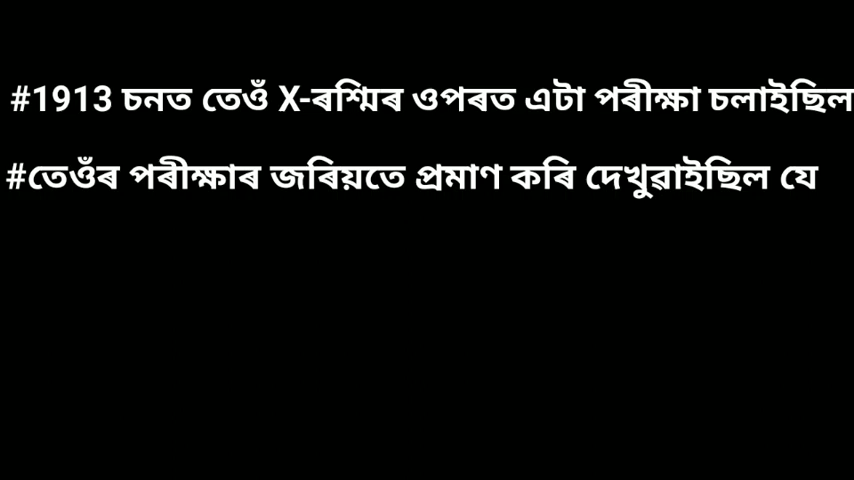 #1913 চনত তেওঁ X-ৰশ্মিৰ ওপৰত এটা পৰীক্ষা চলাইছিল
#তেওঁৰ পৰীক্ষাৰ জৰিয়তে প্ৰমাণ কৰি দেখুৱাইছিল যে